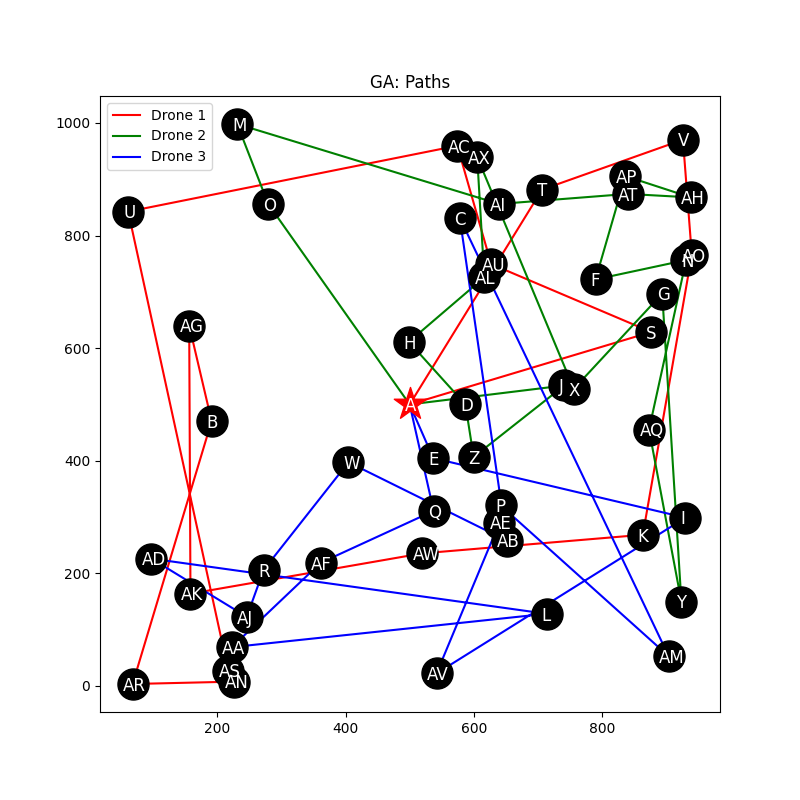 GA: Paths
Drone 1
Drone 2
Drone 3
1000
800
600
400
200
0
200
400
600
800
M
AC
AX
V
AP
T
AT
AH
U
O
AI
C
AU
AO
N
AL
F
G
AG
H
S
J
X
A
D
B
AQ
W
E
Z
Q
P
I
AE
K
AB
AW
AD
AF
R
AK
Y
AJ
L
AA
AM
AS
AV
AR
AN